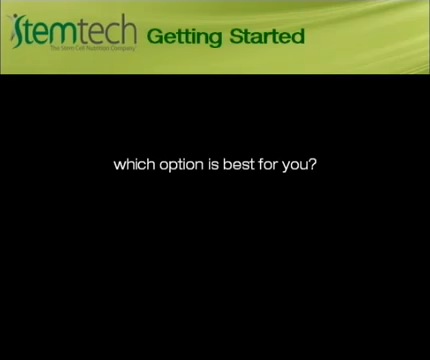 Stemtech Getting Started
The Stem Cell Nutrition Company
which option is best for you?